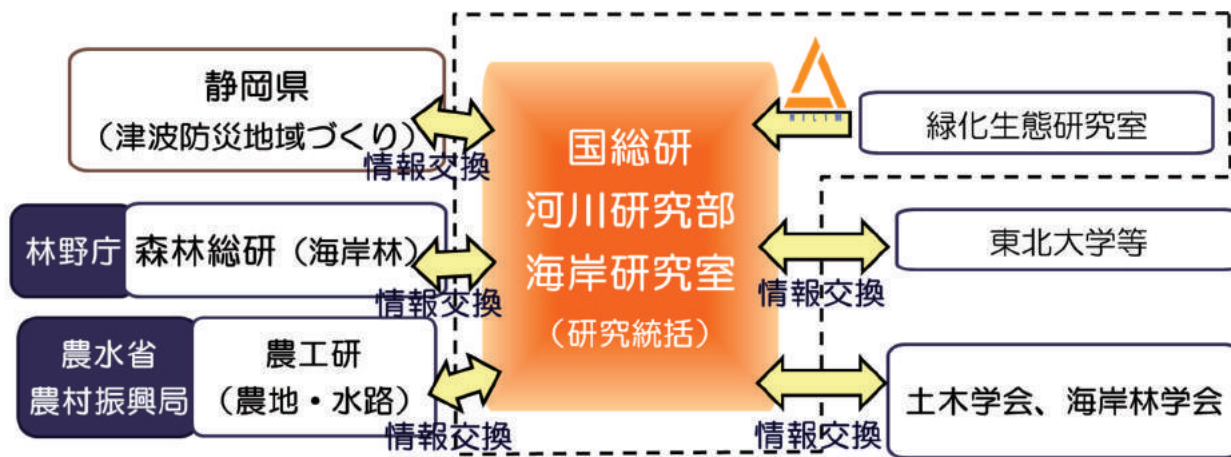 静岡県
（津波防災地域づくり）
情報交換
林野庁
森林総研（海岸林）
情報交換
農水省
農村振興局
農工研
（農地・水路）
情報交換
国総研
河川研究部
海岸研究室
（研究統括）
NILIM
緑化生態研究室
東北大学等
情報交換
土木学会、海岸林学会
情報交換